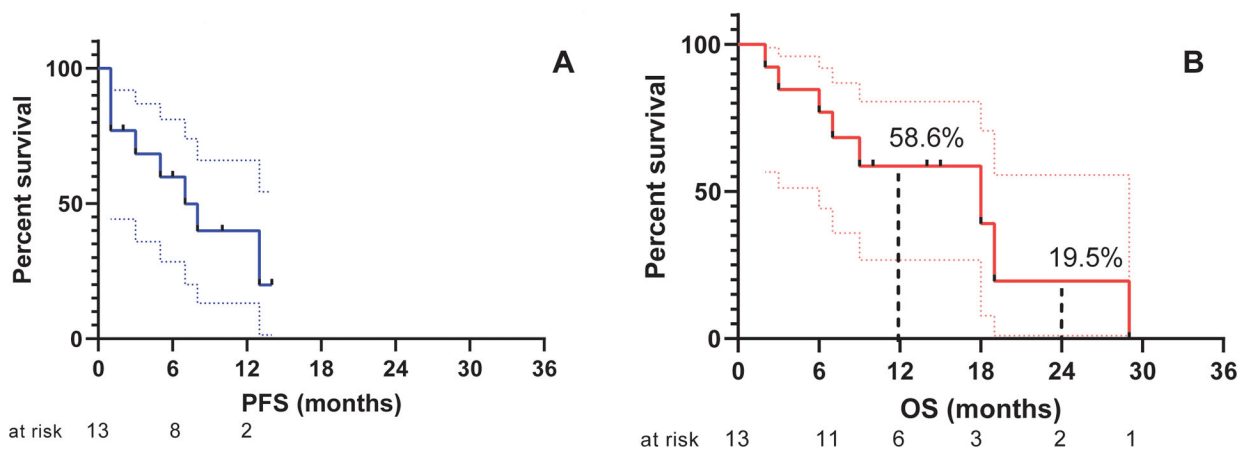 A
Percent survival
100
50
0
0 6 12 18 24 30 36
PFS (months)
at risk 13 8 2
B
Percent survival
100
50
0
58.6%
19.5%
0 6 12 18 24 30 36
OS (months)
at risk 13 11 6 3 2 1